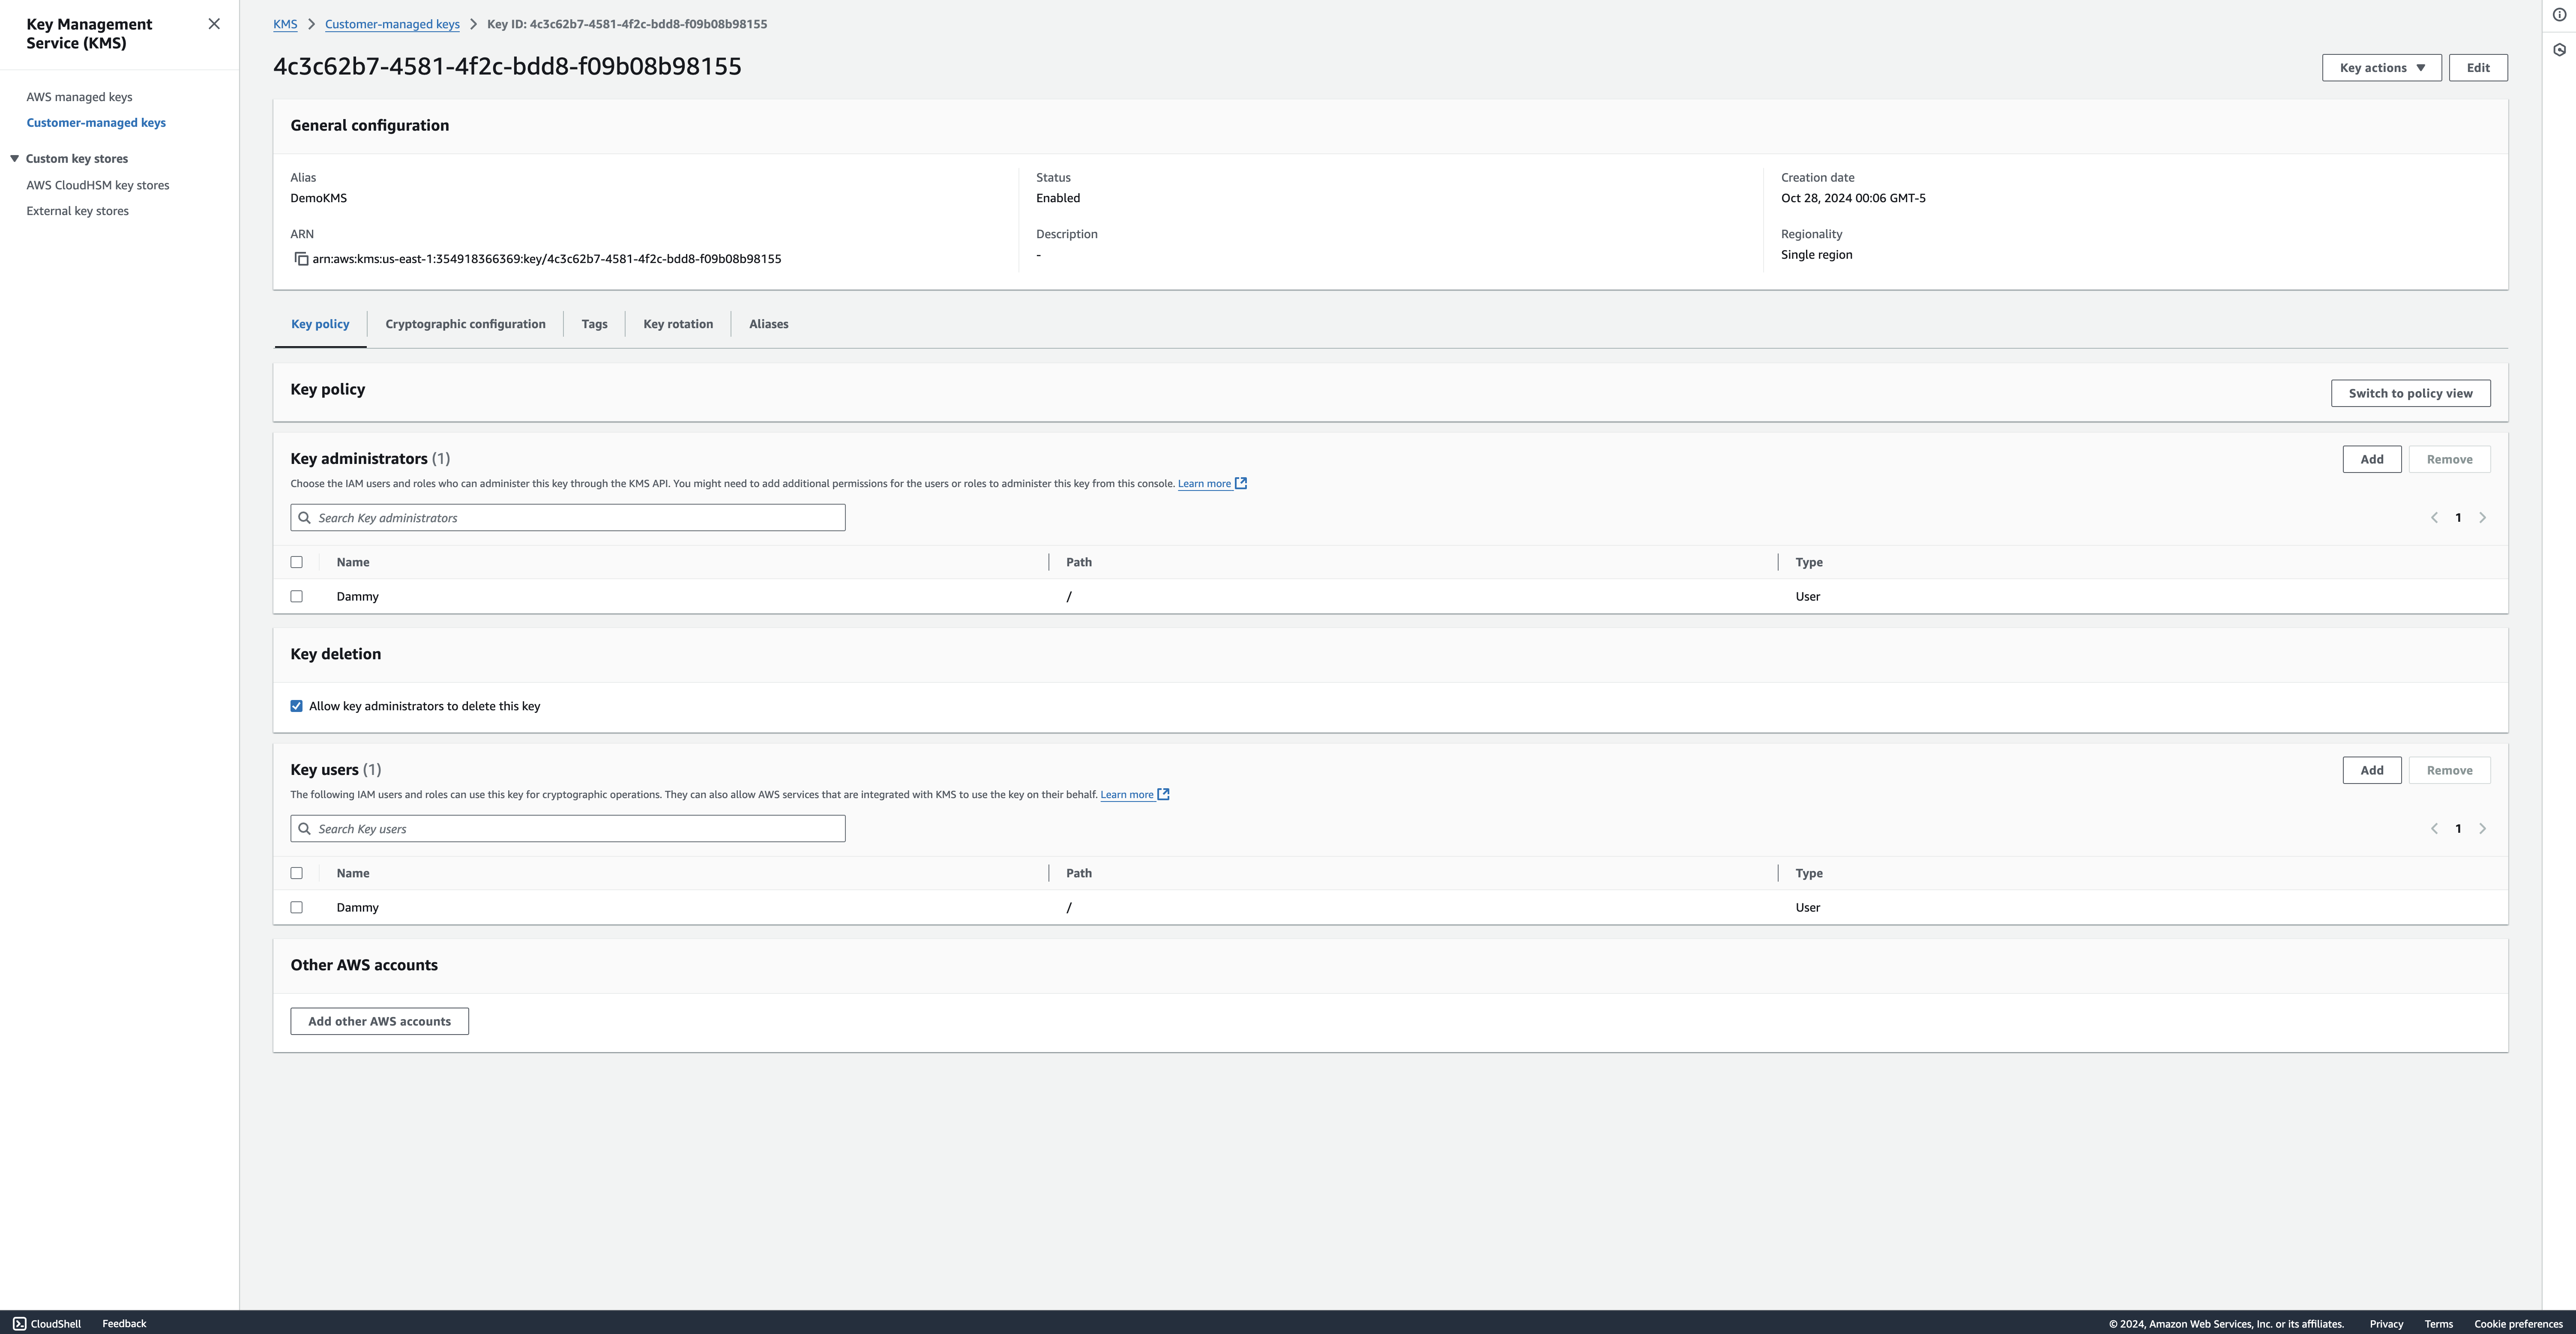 Key Management
Service (KMS)
AWS managed keys
Customer-managed keys
Custom key stores
AWS CloudHSM key stores
External key stores
KMS > Customer-managed keys > Key ID: 4c3c62b7-4581-4f2c-bdd8-f09b08b98155
4c3c62b7-4581-4f2c-bdd8-f09b08b98155
Key actions
Edit
General configuration
Alias
DemoKMS
ARN
arn:aws:kms:us-east-1:354918366369:key/4c3c62b7-4581-4f2c-bdd8-f09b08b98155
Status
Enabled
Description
-
Creation date
Oct 28, 2024 00:06 GMT-5
Regionality
Single region
Key policy
Cryptographic configuration
Tags
Key rotation
Aliases
Key policy
Switch to policy view
Key administrators (1)
Add
Remove
Choose the IAM users and roles who can administer this key through the KMS API. You might need to add additional permissions for the users or roles to administer this key from this console. Learn more
Search Key administrators
1
Name Path Type
Dammy / User
Key deletion
Allow key administrators to delete this key
Key users (1)
Add
Remove
The following IAM users and roles can use this key for cryptographic operations. They can also allow AWS services that are integrated with KMS to use the key on their behalf. Learn more
Search Key users
1
Name Path Type
Dammy / User
Other AWS accounts
Add other AWS accounts
CloudShell Feedback © 2024, Amazon Web Services, Inc. or its affiliates. Privacy Terms Cookie preferences